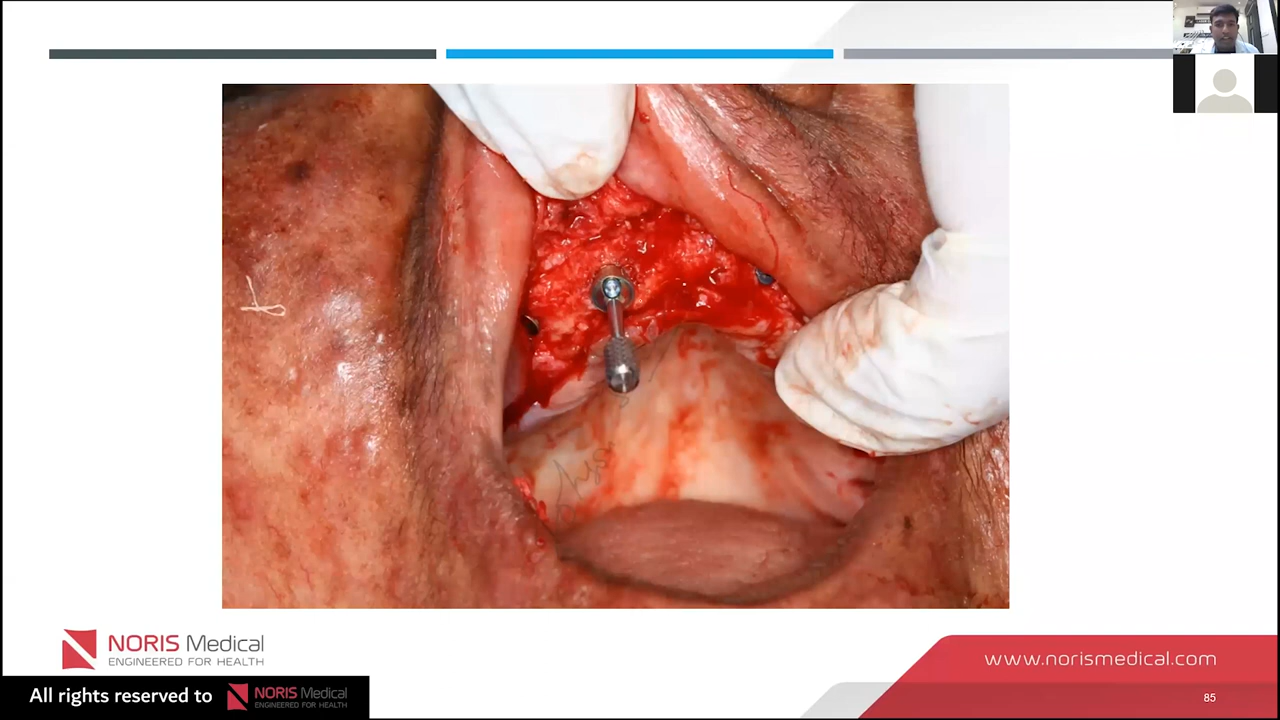 NORIS Medical
ENGINEERED FOR HEALTH
www.norismedical.com
All rights reserved to NORIS MEDICAL
ENGINEERED FOR HEALTH
85